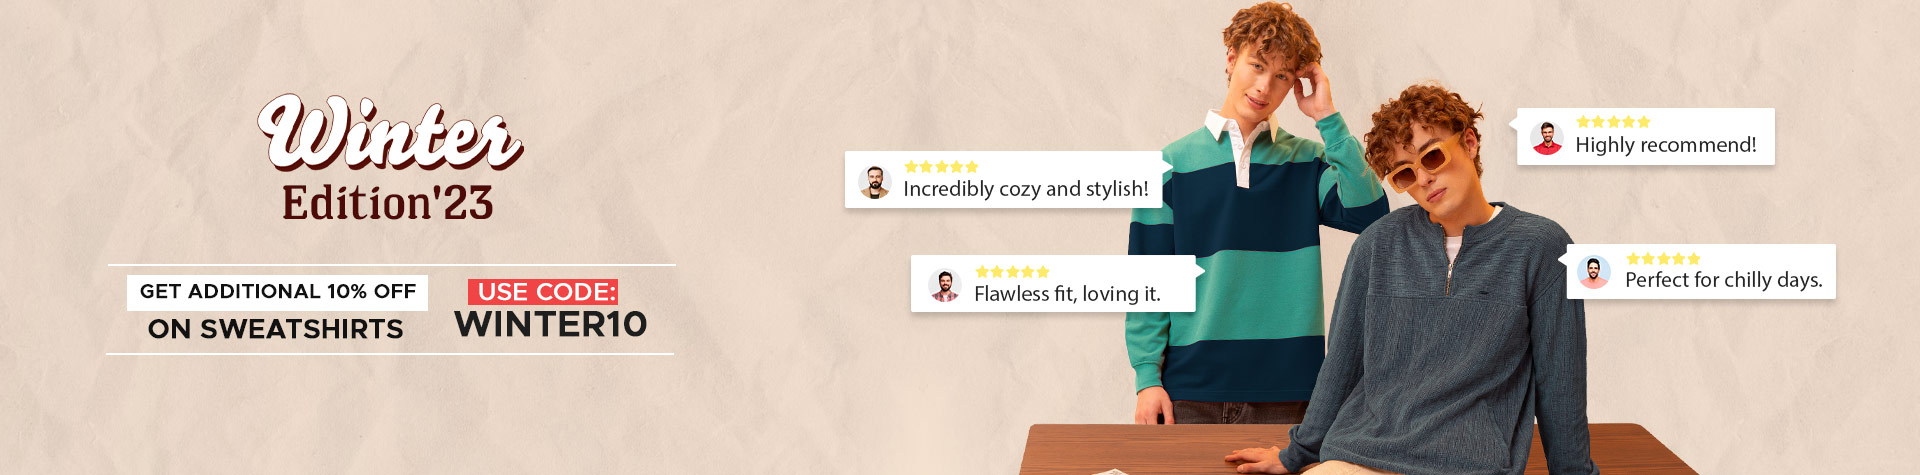 Winter
Edition'23
GET ADDITIONAL 10% OFF
ON SWEATSHIRTS
USE CODE:
WINTER10
Incredibly cozy and stylish!
Flawless fit, loving it.
Highly recommend!
Perfect for chilly days.